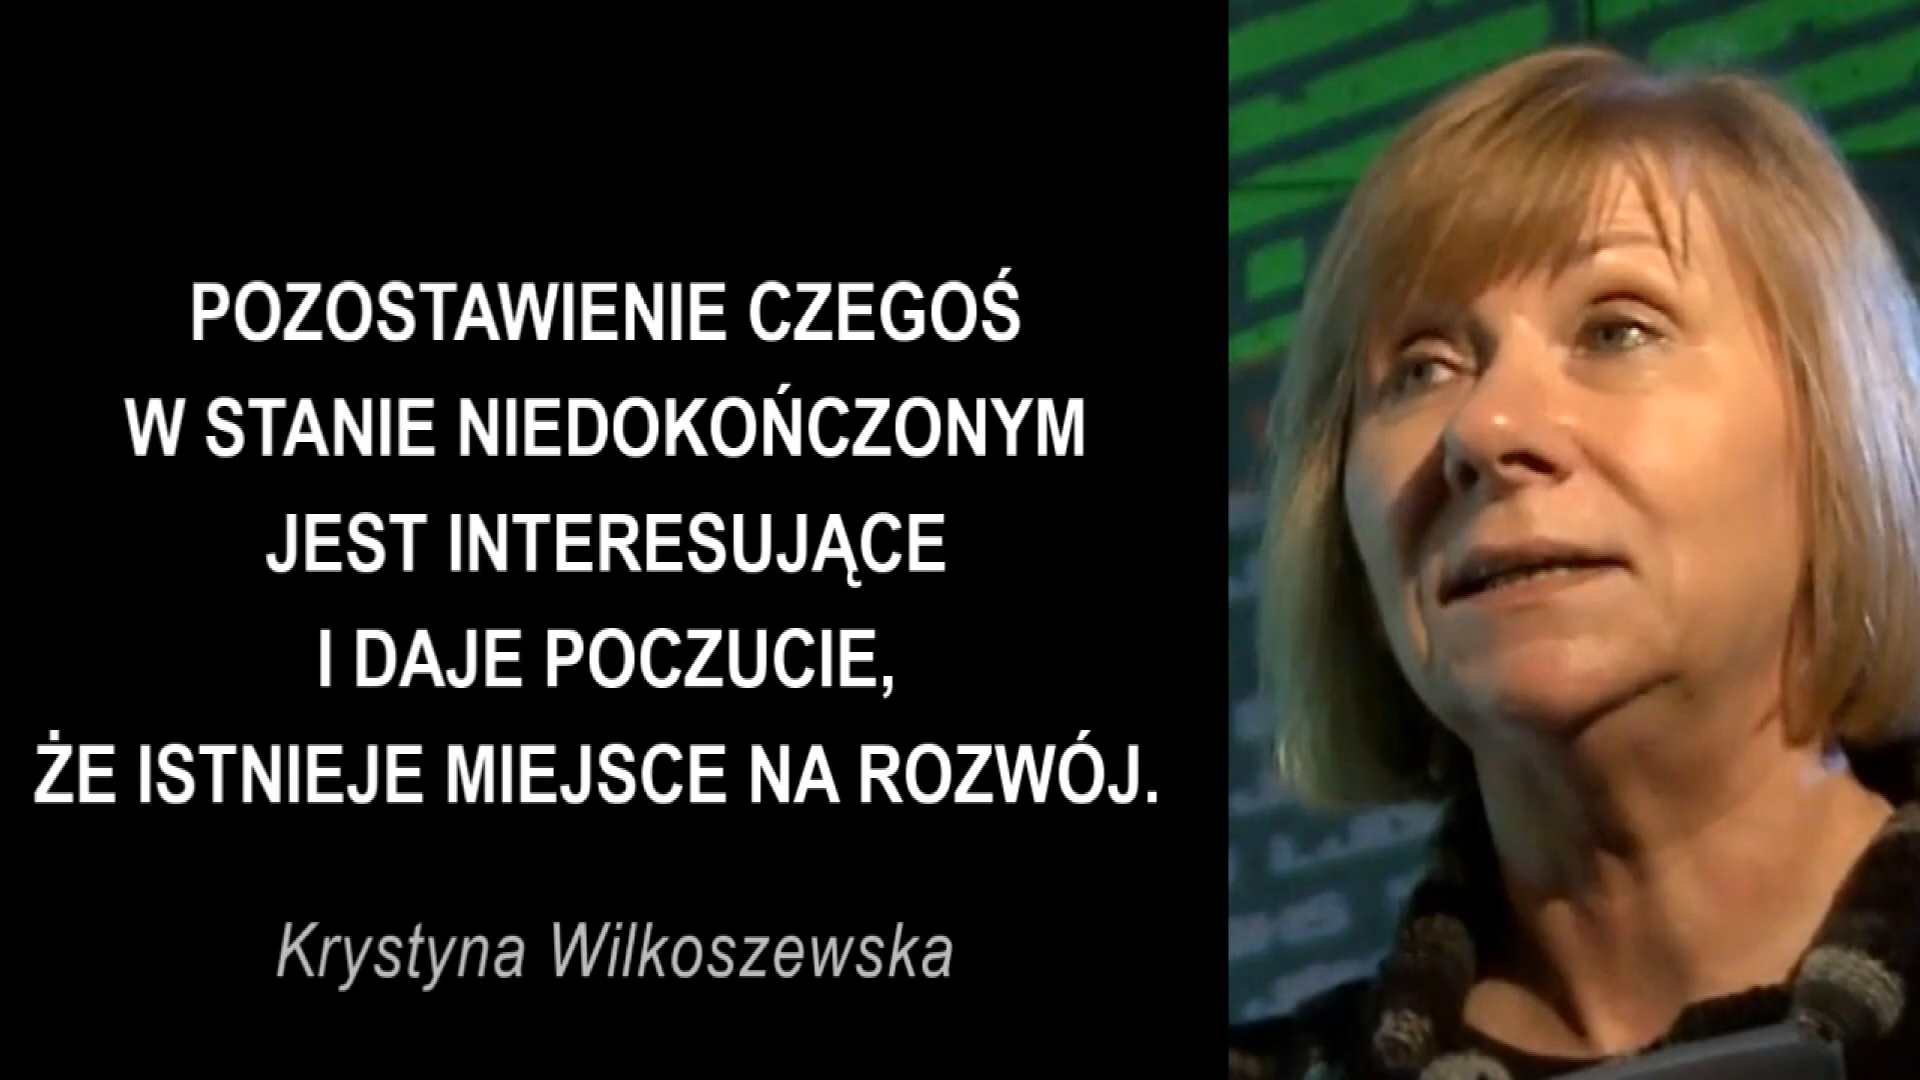 POZOSTAWIENIE CZEGOŚ
W STANIE NIEDOKOŃCZONYM
JEST INTERESUJĄCE
I DAJE POCZUCIE,
ŻE ISTNIEJE MIEJSCE NA ROZWÓJ.
Krystyna Wilkoszewska